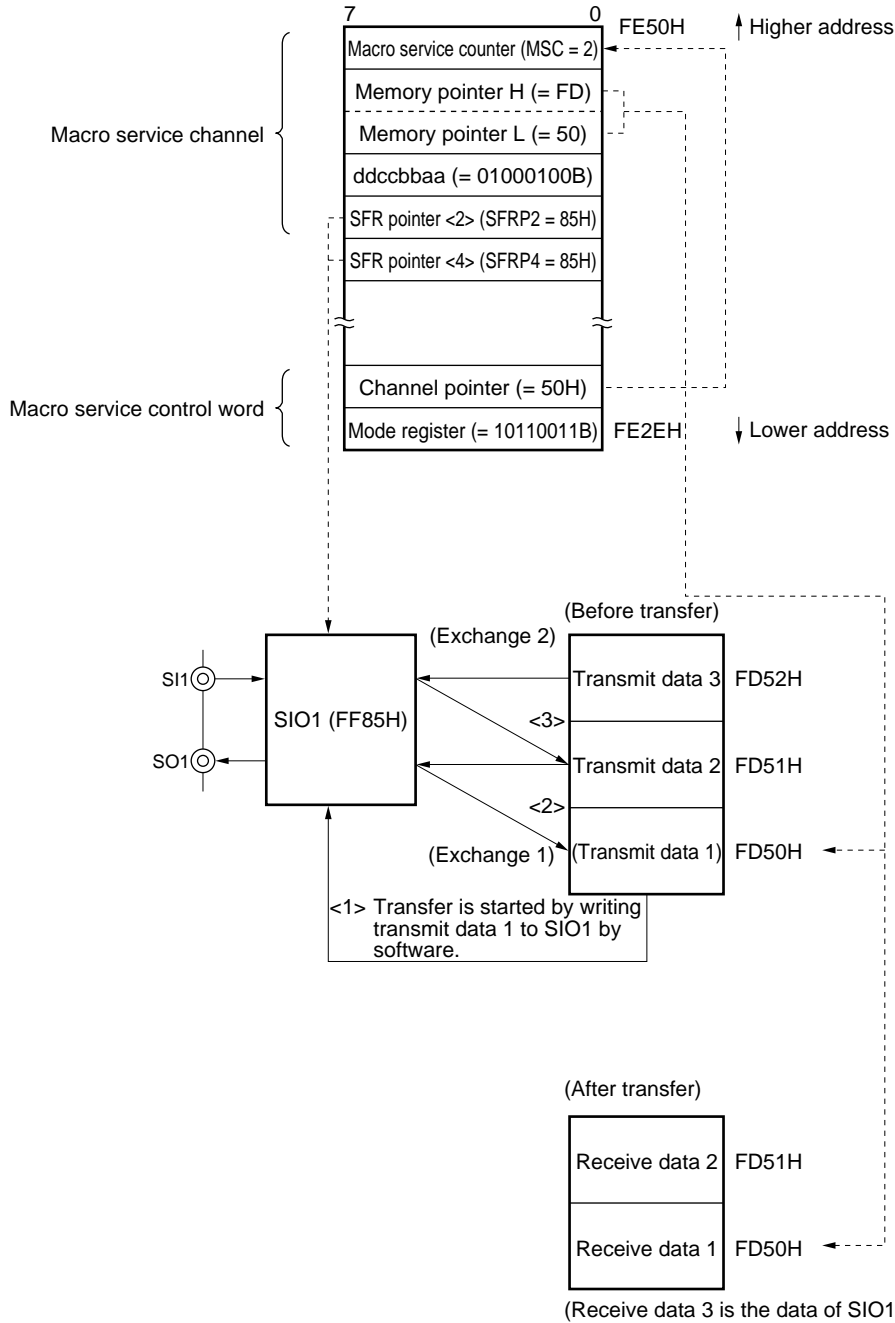 7 0
FE50H
↑ Higher address
Macro service counter (MSC = 2)
Memory pointer H (= FD)
Macro service channel
Memory pointer L (= 50)
ddccbbaa (= 01000100B)
SFR pointer <2> (SFRP2 = 85H)
SFR pointer <4> (SFRP4 = 85H)
Channel pointer (= 50H)
Macro service control word
Mode register (= 10110011B)
FE2EH
↓ Lower address
(Before transfer)
(Exchange 2)
SI1
Transmit data 3 FD52H
SIO1 (FF85H)
<3>
SO1
Transmit data 2 FD51H
<2>
(Exchange 1)
(Transmit data 1) FD50H
<1> Transfer is started by writing
transmit data 1 to SIO1 by
software.
(After transfer)
Receive data 2 FD51H
Receive data 1 FD50H
(Receive data 3 is the data of SIO1